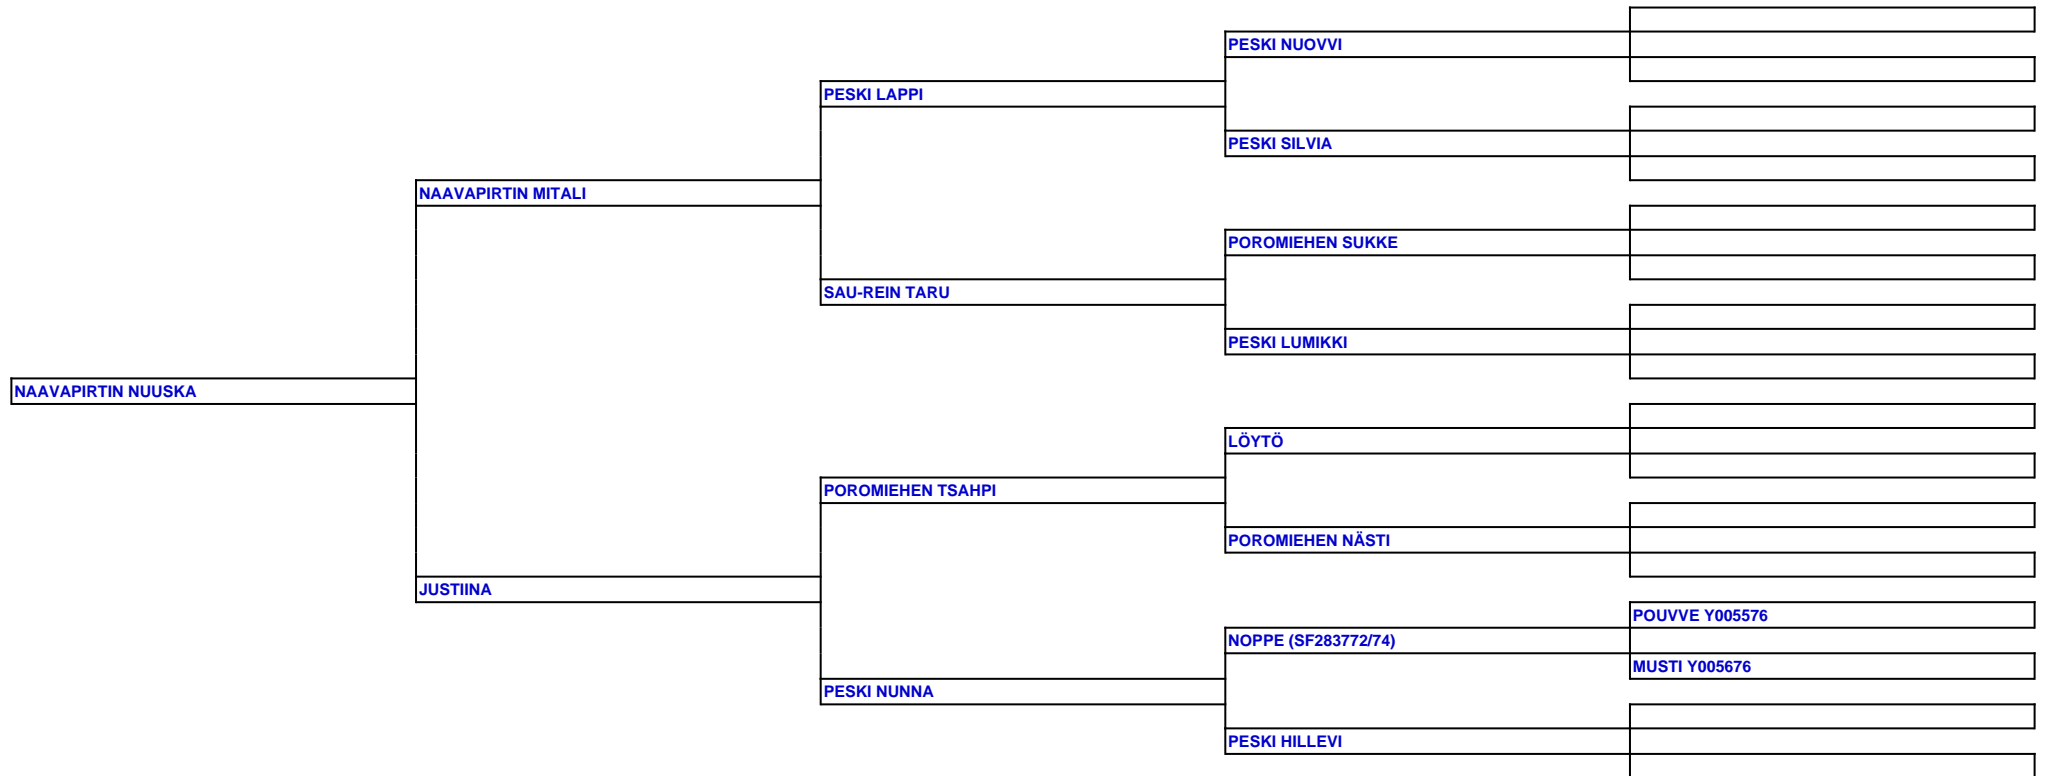 PESKI NUOVVI
PESKI LAPPI
PESKI SILVIA
NAAVAPIRTIN MITALI
POROMIEHEN SUKKE
SAU-REIN TARU
PESKI LUMIKKI
NAAVAPIRTIN NUUSKA
LÖYTÖ
POROMIEHEN TSAHPI
POROMIEHEN NÄSTI
JUSTIINA
POUVVE Y005576
NOPPE (SF283772/74)
MUSTI Y005676
PESKI NUNNA
PESKI HILLEVI